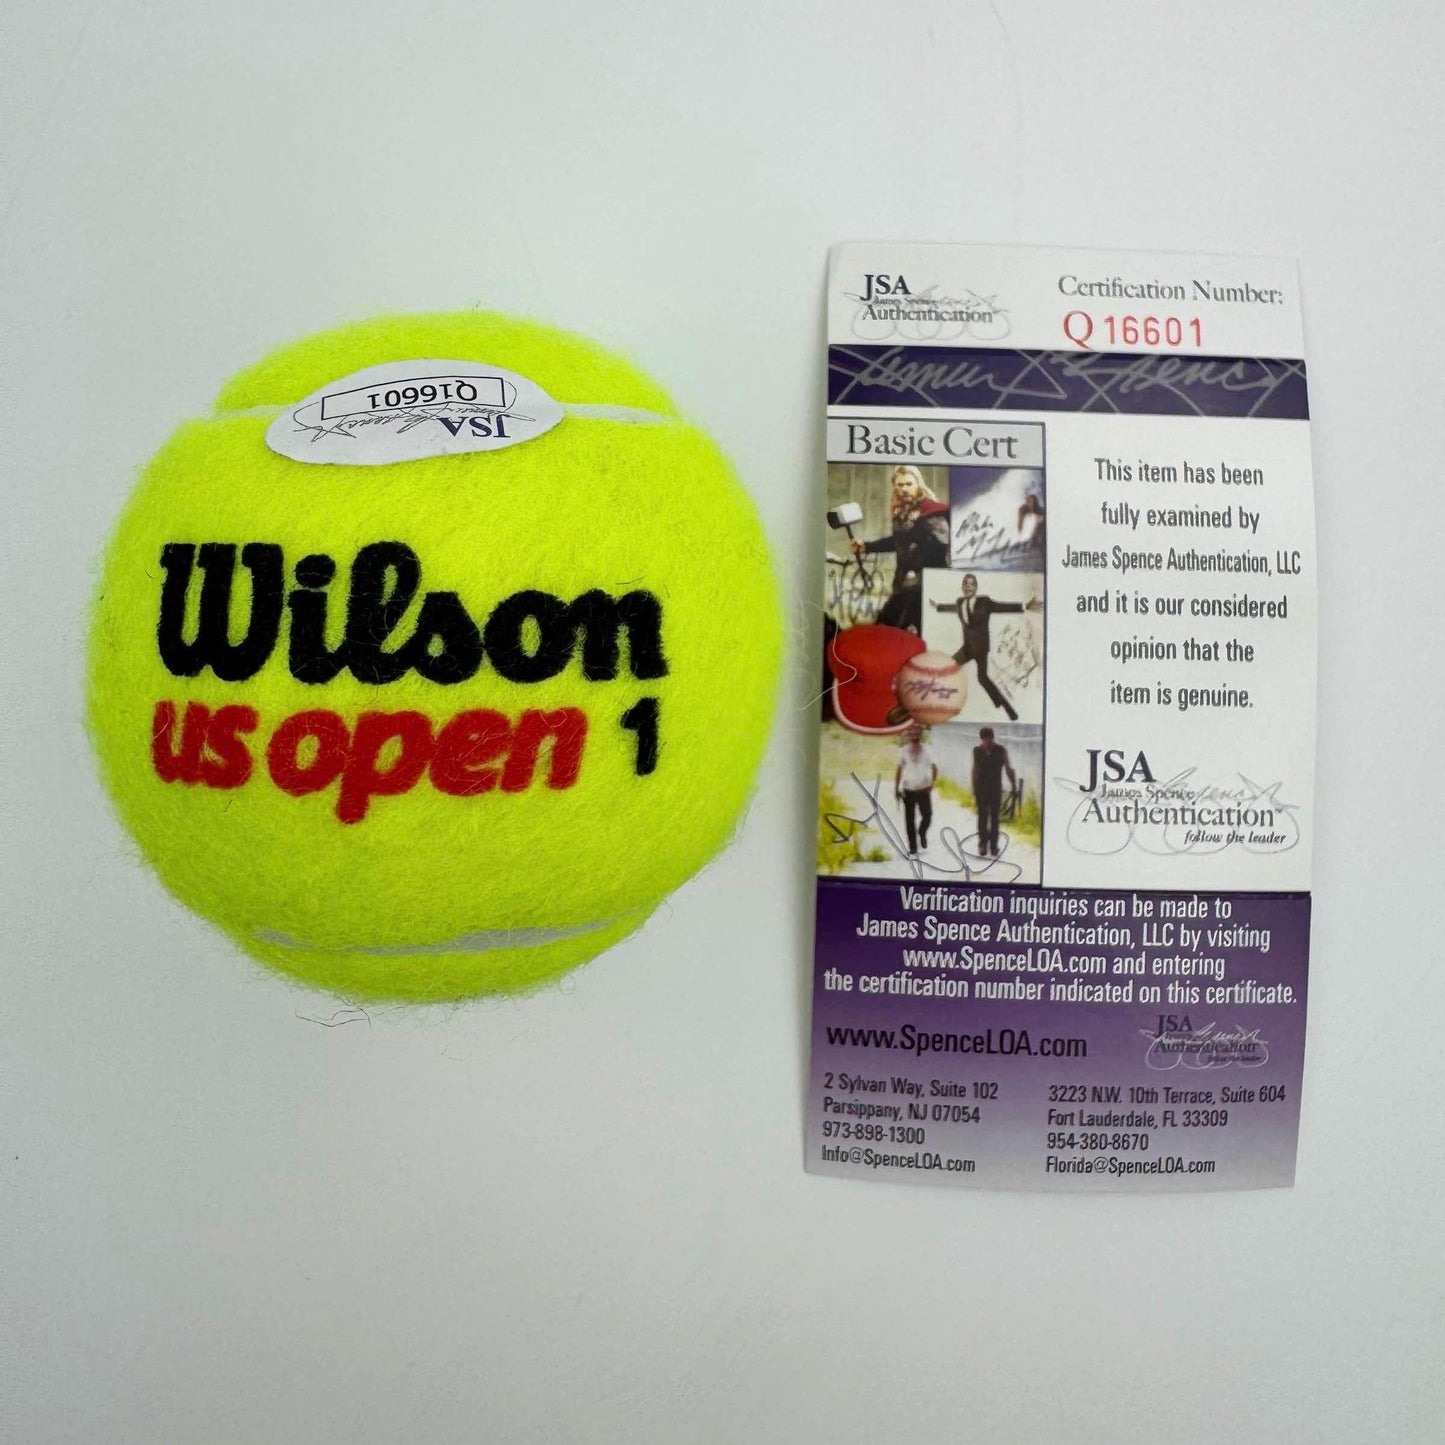 Q16601
JSA
Wilson
us open 1
JSA
James Spence
Authentication
Certification Number:
Q16601
Basic Cert
This item has been
fully examined by
James Spence Authentication, LLC
and it is our considered
opinion that the
item is genuine.
JSA
James Spence
Authentication
follow the leader
Verification inquiries can be made to
James Spence Authentication, LLC by visiting
www.SpenceLOA.com and entering
the certification number indicated on this certificate.
www.SpenceLOA.com
JSA
Authentication
follow the leader
2 Sylvan Way, Suite 102
Parsippany, NJ 07054
973-898-1300
Info@SpenceLOA.com
3223 N.W. 10th Terrace, Suite 604
Fort Lauderdale, FL 33309
954-380-8670
Florida@SpenceLOA.com